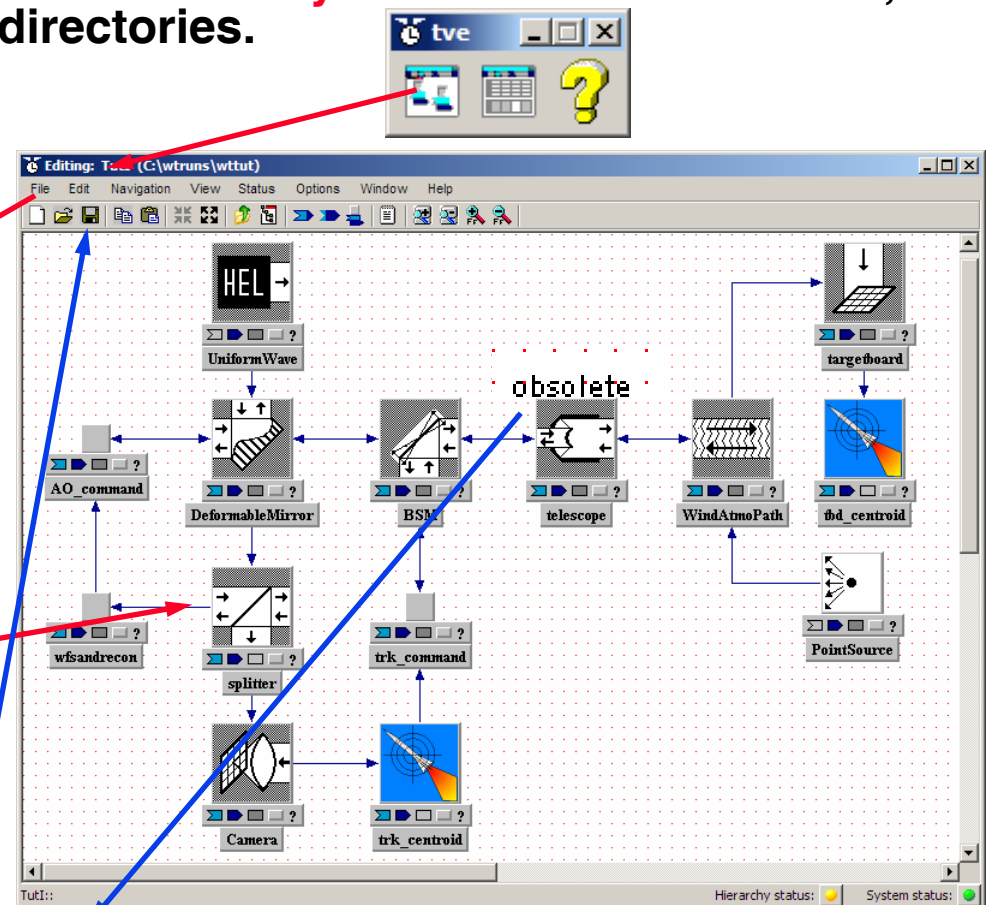 directories.
tve
Editing: (C:\wtruns\wttut)
File Edit Navigation View Status Options Window Help
HEL
UniformWave
targetboard
obsolete
AO_command
DeformableMirror
BSM
telescope
WindAtmoPath
tbd_centroid
wfsandrecon
splitter
trk_command
PointSource
Camera
trk_centroid
TutI::
Hierarchy status:
System status: